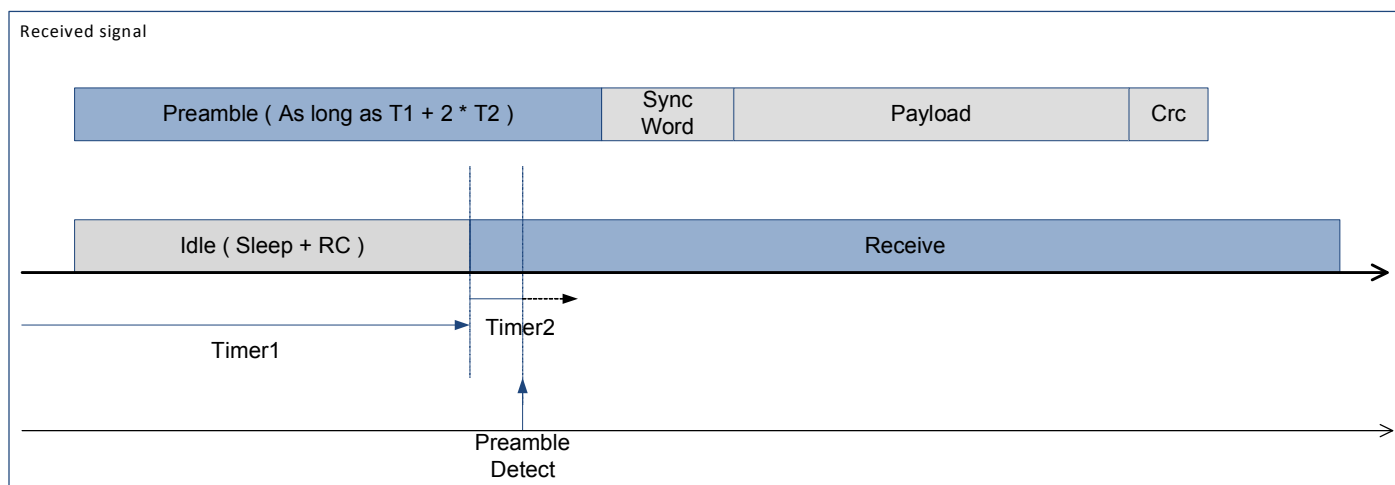 Received signal
Preamble ( As long as T1 + 2 * T2 )
Sync
Word
Payload
Crc
Idle ( Sleep + RC )
Receive
Timer2
Timer1
Preamble
Detect